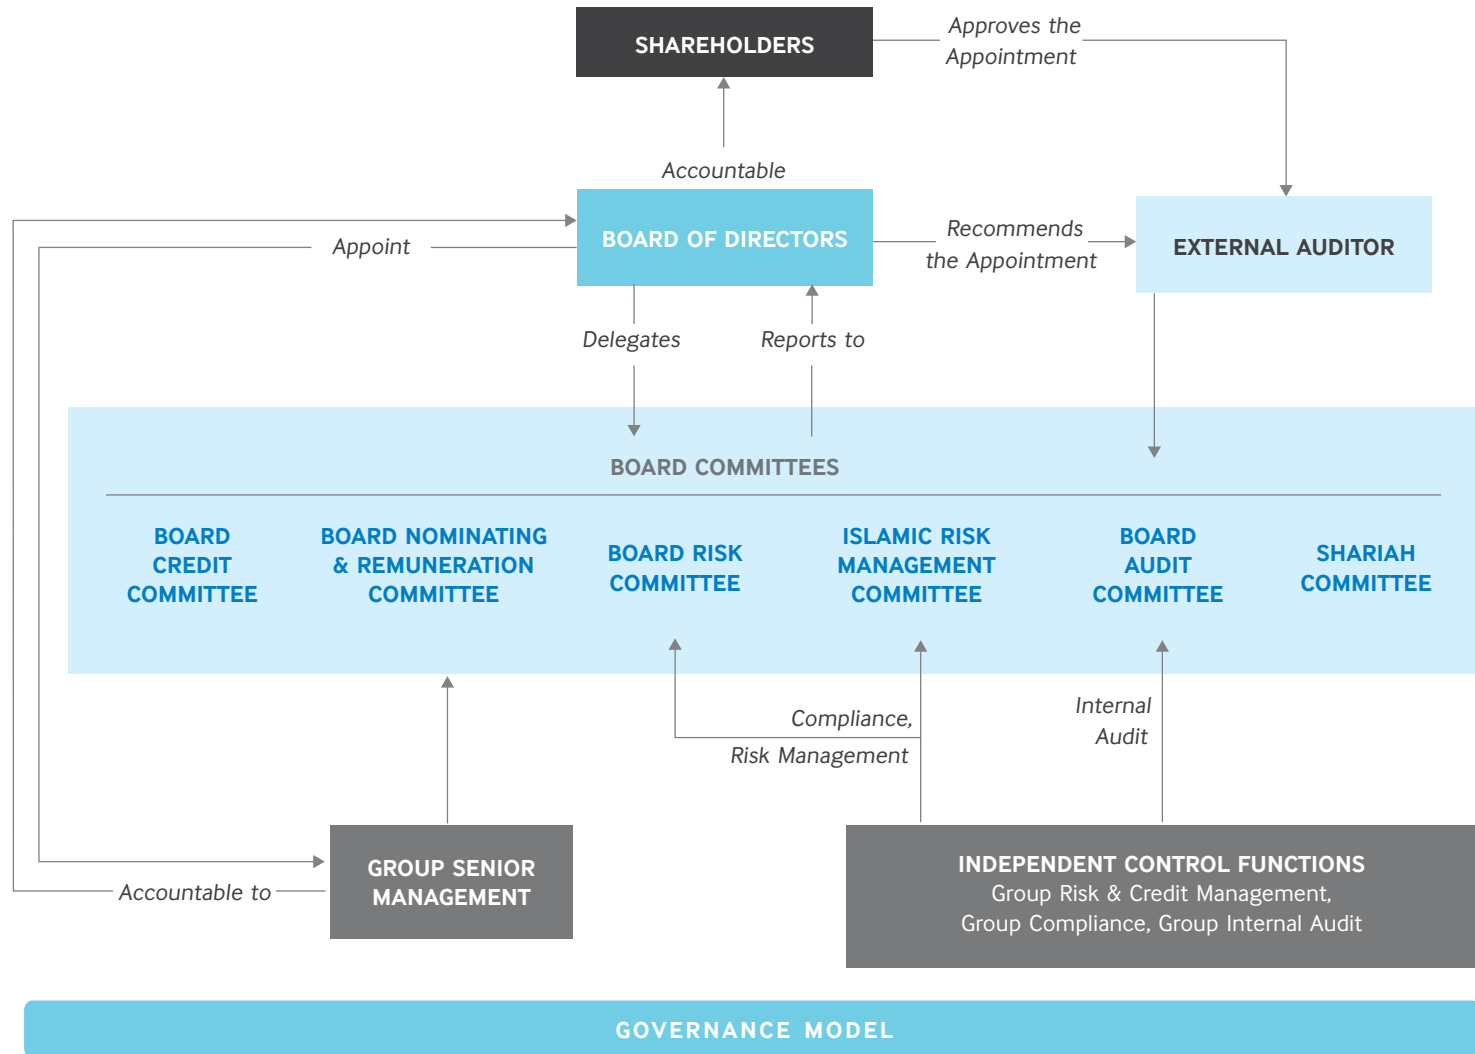 SHAREHOLDERS
Approves the
Appointment
Accountable
BOARD OF DIRECTORS
Appoint
Recommends
the Appointment
EXTERNAL AUDITOR
Delegates
Reports to
BOARD COMMITTEES
BOARD
CREDIT
COMMITTEE
BOARD NOMINATING
& REMUNERATION
COMMITTEE
BOARD RISK
COMMITTEE
ISLAMIC RISK
MANAGEMENT
COMMITTEE
BOARD
AUDIT
COMMITTEE
SHARIAH
COMMITTEE
Compliance,
Risk Management
Internal
Audit
GROUP SENIOR
MANAGEMENT
Accountable to
INDEPENDENT CONTROL FUNCTIONS
Group Risk & Credit Management,
Group Compliance, Group Internal Audit
GOVERNANCE MODEL